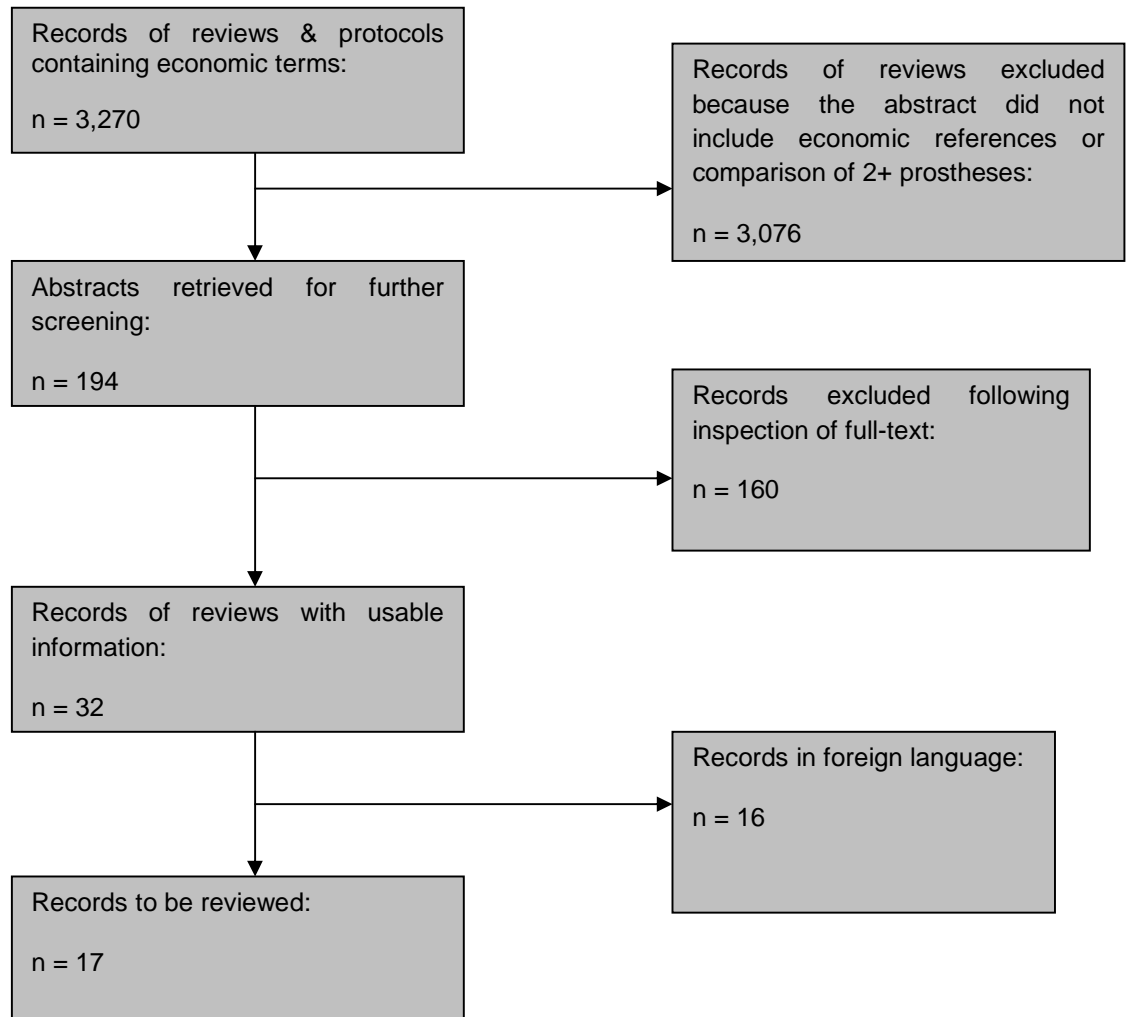 Records of reviews & protocols
containing economic terms:
n = 3,270
Records of reviews excluded
because the abstract did not
include economic references or
comparison of 2+ prostheses:
n = 3,076
Abstracts retrieved for further
screening:
n = 194
Records excluded following
inspection of full-text:
n = 160
Records of reviews with usable
information:
n = 32
Records in foreign language:
n = 16
Records to be reviewed:
n = 17